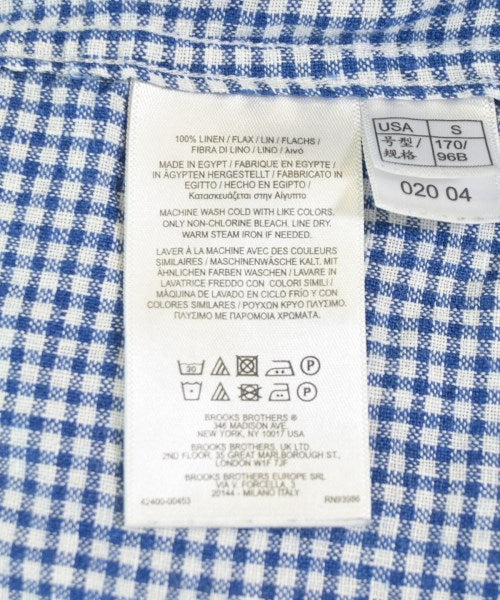 100% LINEN / FLAX / LIN / FLACHS /
FIBRA DI LINO / LINO / λινό
MADE IN EGYPT / FABRIQUE EN EGYPTE /
IN ÄGYPTEN HERGESTELLT / FABBRICATO IN
EGITTO / HECHO EN EGIPTO /
Κατασκευάζεται στην Αίγυπτο
MACHINE WASH COLD WITH LIKE COLORS.
ONLY NON-CHLORINE BLEACH. LINE DRY.
WARM STEAM IRON IF NEEDED.
LAVER À LA MACHINE AVEC DES COULEURS
SIMILAIRES / MASCHINENWÄSCHE KALT. MIT
ÄHNLICHEN FARBEN WASCHEN / LAVARE IN
LAVATRICE FREDDO CON COLORI SIMILI /
MÁQUINA DE LAVADO EN CICLO FRÍO Y CON
COLORES SIMILARES / ΡΟΥΧΩΝ ΚΡΥΟ ΠΛΥΣΙΜΟ.
ΠΛΥΣΙΜΟ ΜΕ ΠΑΡΟΜΟΙΑ ΧΡΩΜΑΤΑ.
30 P
P
BROOKS BROTHERS ®
346 MADISON AVE.
NEW YORK, NY 10017 USA
BROOKS BROTHERS, UK LTD.
2ND FLOOR, 35 GREAT MARLBOROUGH ST.,
LONDON W1F 7JF
BROOKS BROTHERS EUROPE SRL
VIA V. FORCELLA, 3
20144 - MILANO ITALY
42400-00453 RN93986
USA S
号型/规格 170/96B
020 04